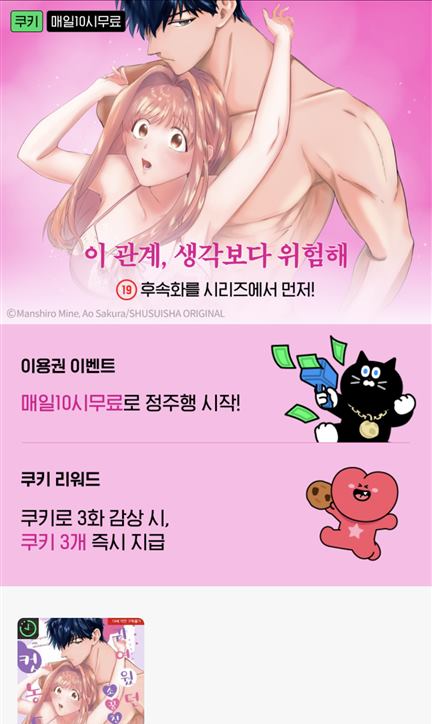 쿠키 매일10시무료
이 관계, 생각보다 위험해
19 후속화를 시리즈에서 먼저!
©Manshiro Mine, Ao Sakura/SHUSUISHA ORIGINAL
이용권 이벤트
매일10시무료로 정주행 시작!
쿠키 리워드
쿠키로 3화 감상 시,
쿠키 3개 즉시 지급